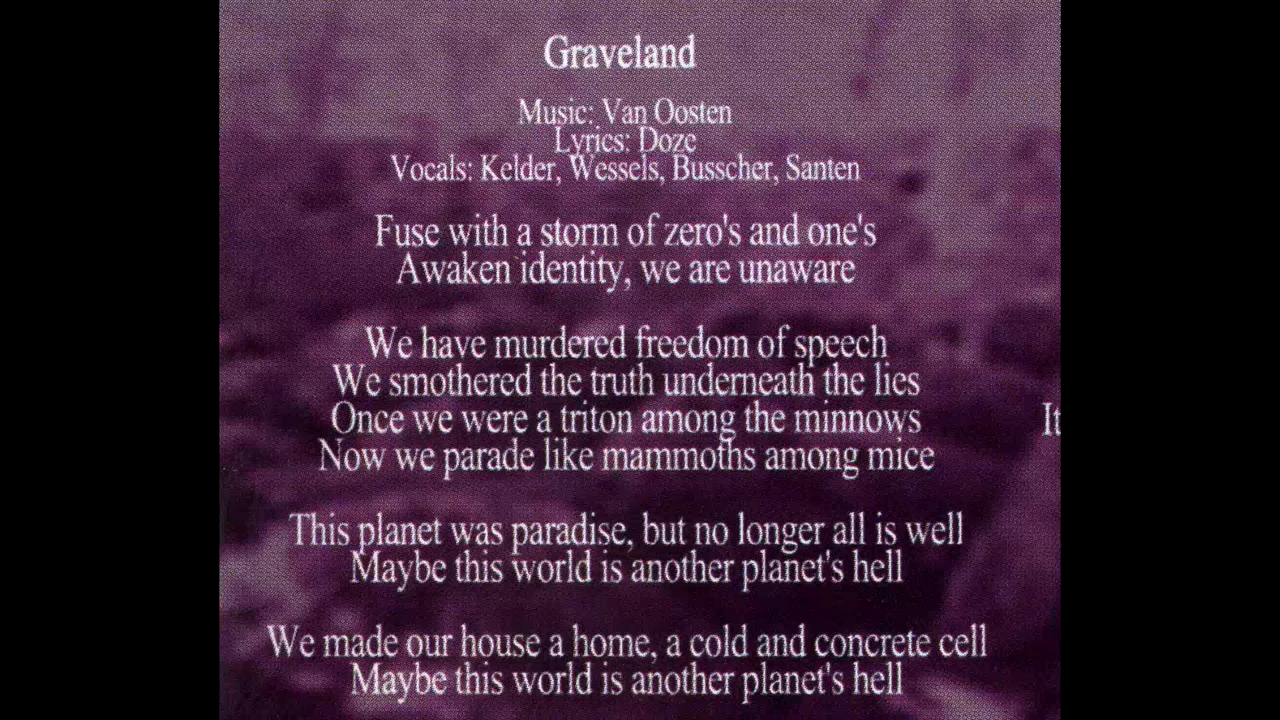 Graveland
Music: Van Oosten
Lyrics: Doze
Vocals: Kelder, Wessels, Busscher, Santen
Fuse with a storm of zero's and one's
Awaken identity, we are unaware
We have murdered freedom of speech
We smothered the truth underneath the lies
Once we were a triton among the minnows
It
Now we parade like mammoths among mice
This planet was paradise, but no longer all is well
Maybe this world is another planet's hell
We made our house a home, a cold and concrete cell
Maybe this world is another planet's hell